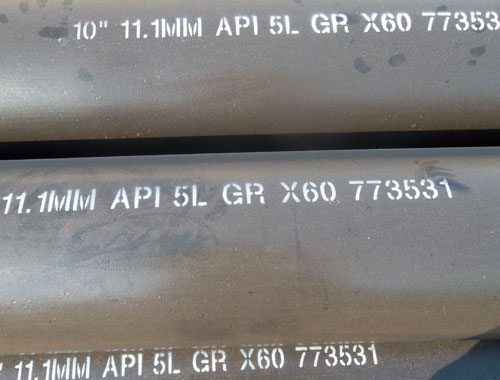 10" 11.1MM API 5L GR X60 77353
11.1MM API 5L GR X60 773531
" 11.1MM API 5L GR X60 773531